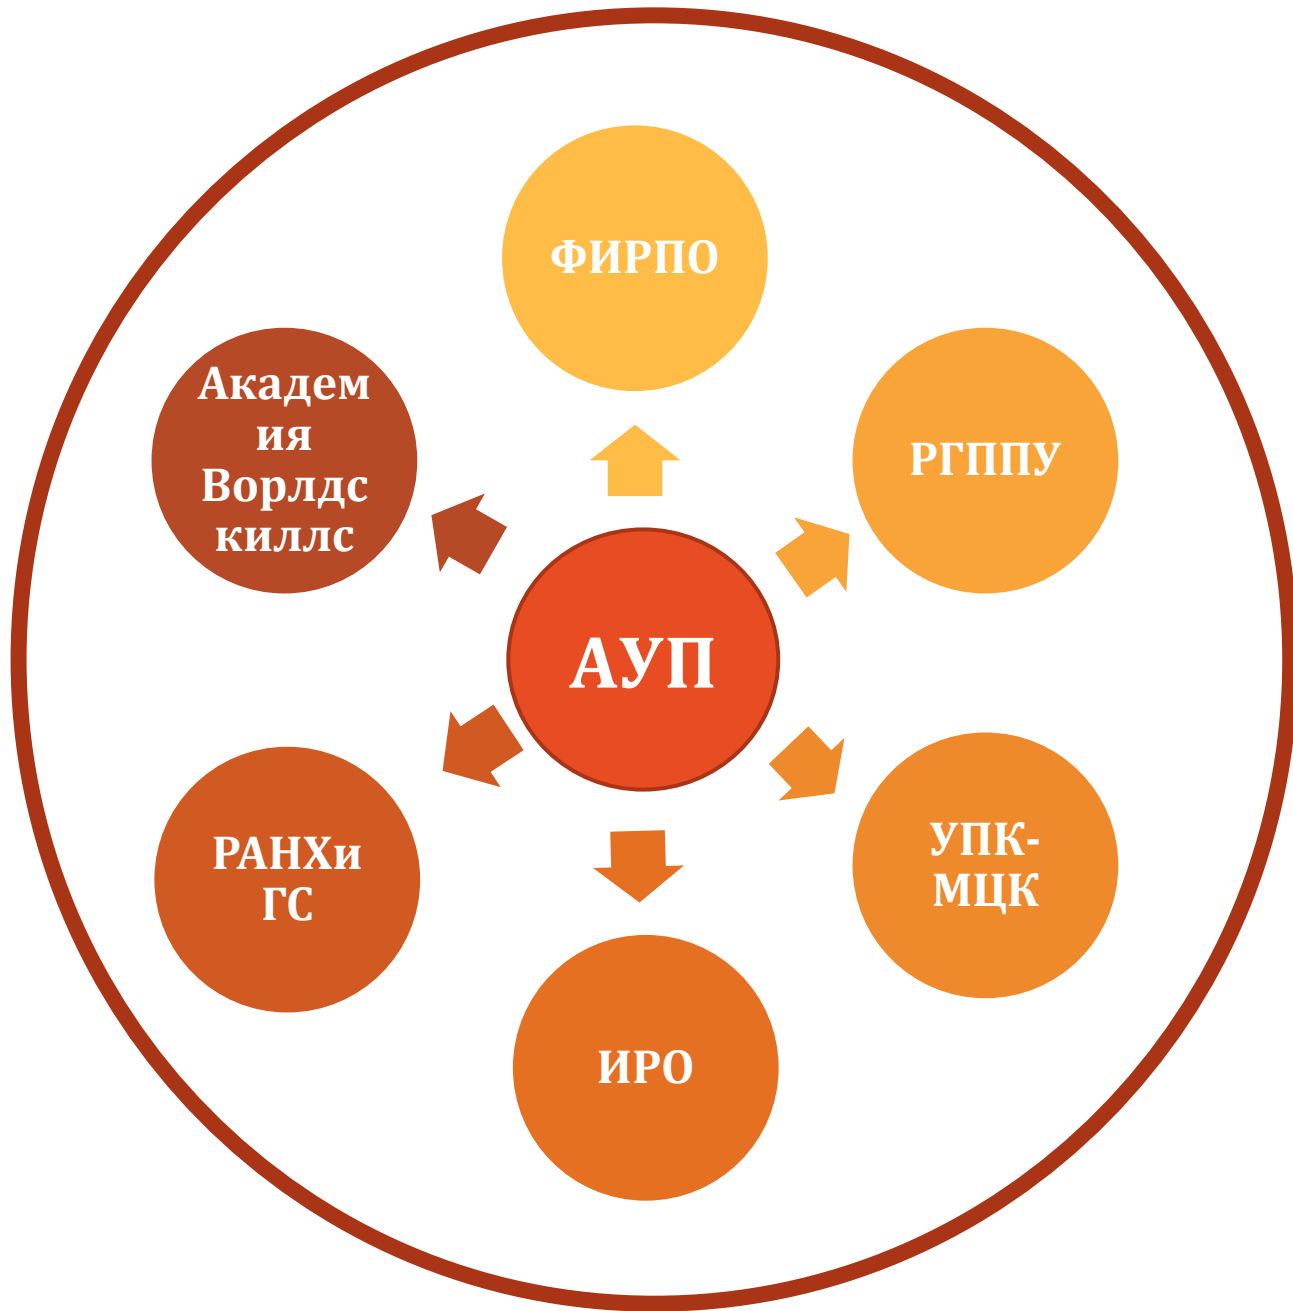 ФИРПО
Академ
ия
Ворлдс
киллс
РГППУ
АУП
РАНХи
ГС
УПК-
МЦК
ИРО